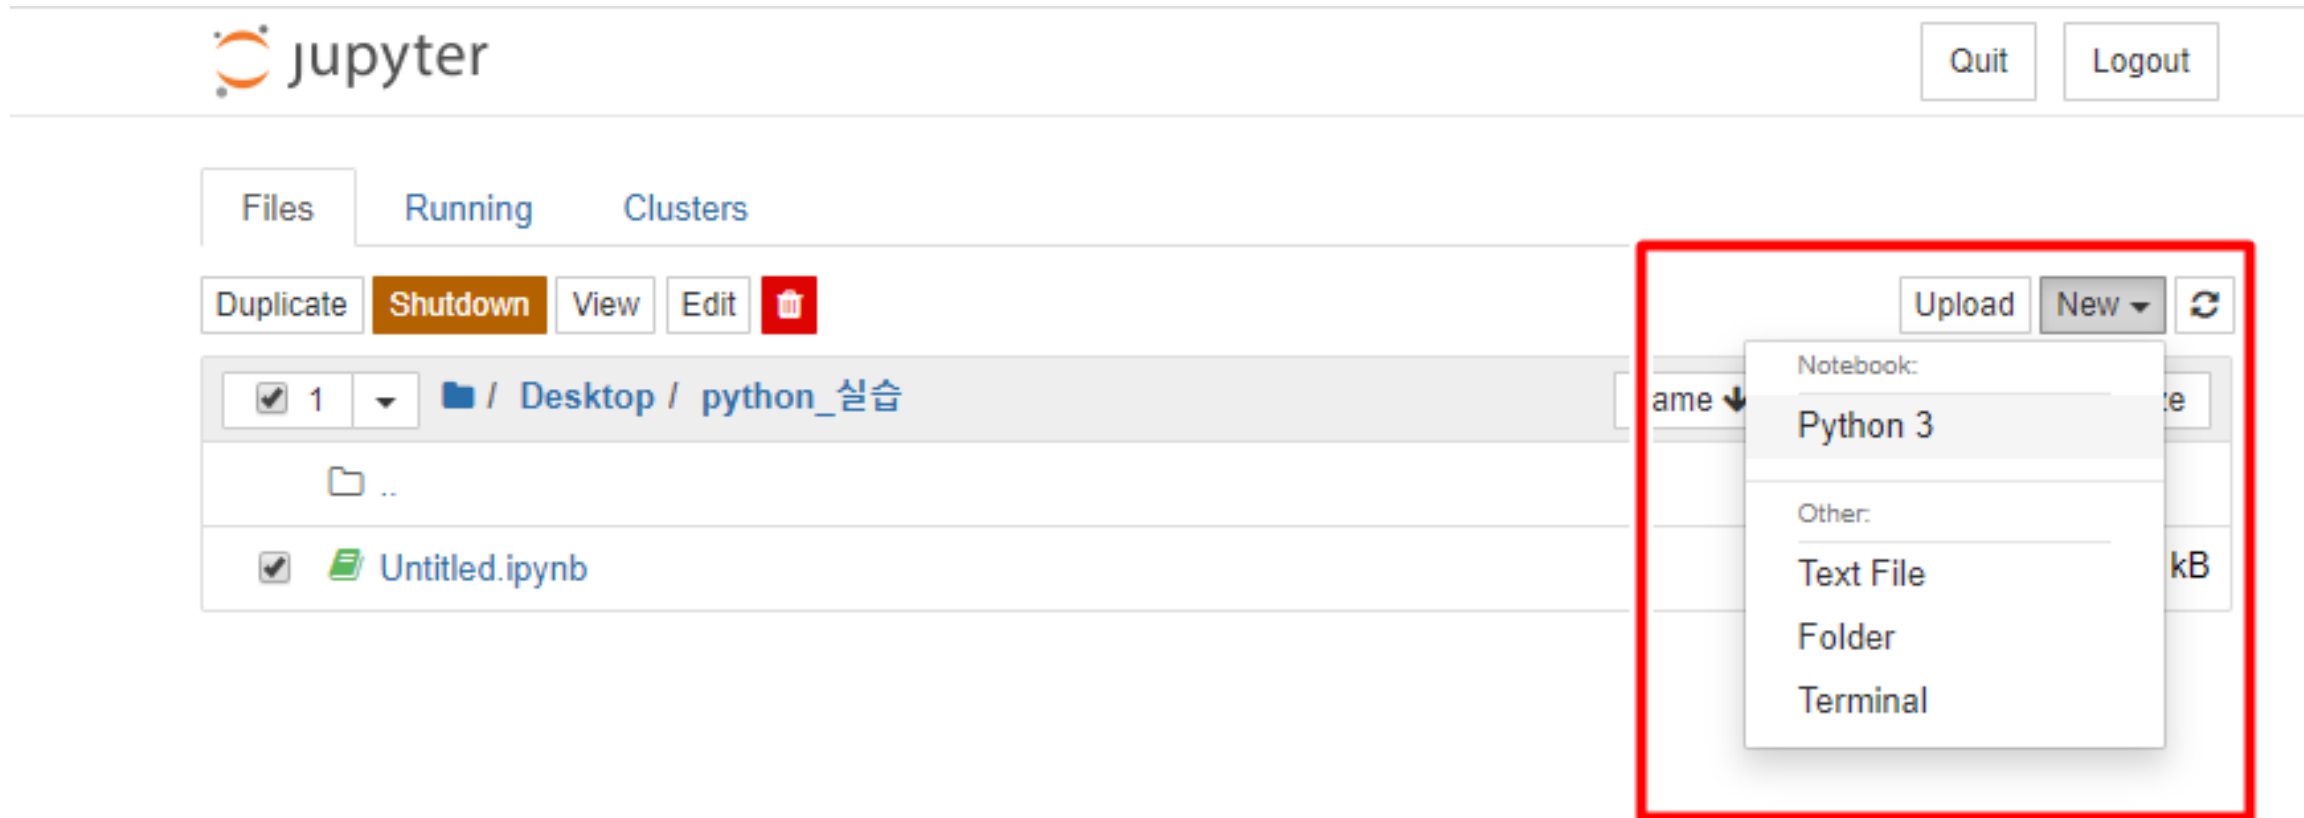 jupyter
Quit Logout
Files Running Clusters
Duplicate Shutdown View Edit Upload New
1 / Desktop / python_실습 ame
Notebook:
Python 3
..
Other:
Untitled.ipynb kB
Text File
Folder
Terminal